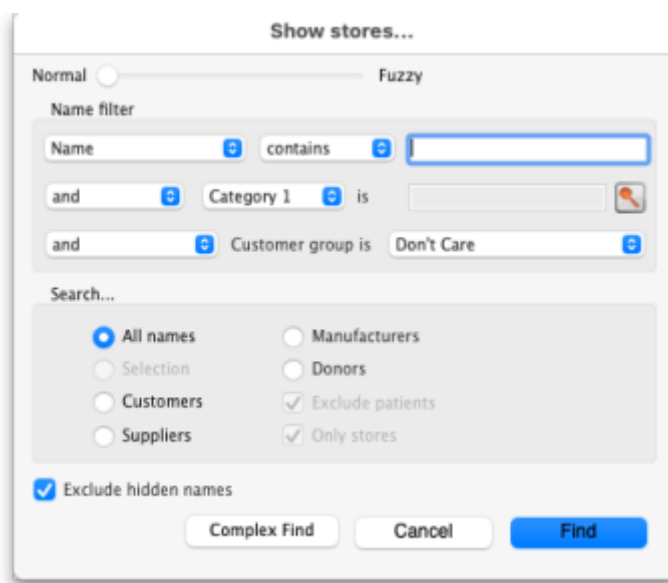 Show stores...
Normal Fuzzy
Name filter
Name contains
and Category 1 is
and Customer group is Don't Care
Search...
All names Manufacturers
Selection Donors
Customers Exclude patients
Suppliers Only stores
Exclude hidden names
Complex Find Cancel Find